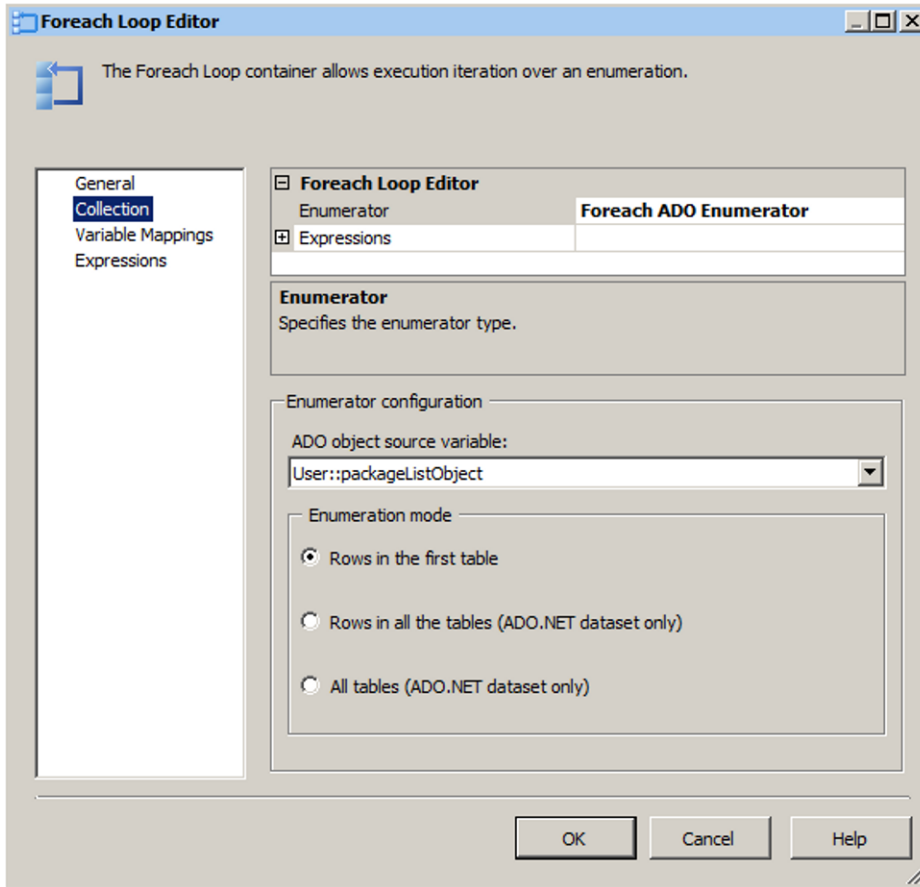 Foreach Loop Editor
The Foreach Loop container allows execution iteration over an enumeration.
General
Collection
Variable Mappings
Expressions
Foreach Loop Editor
Enumerator Foreach ADO Enumerator
Expressions
Enumerator
Specifies the enumerator type.
Enumerator configuration
ADO object source variable:
User::packageListObject
Enumeration mode
Rows in the first table
Rows in all the tables (ADO.NET dataset only)
All tables (ADO.NET dataset only)
OK Cancel Help